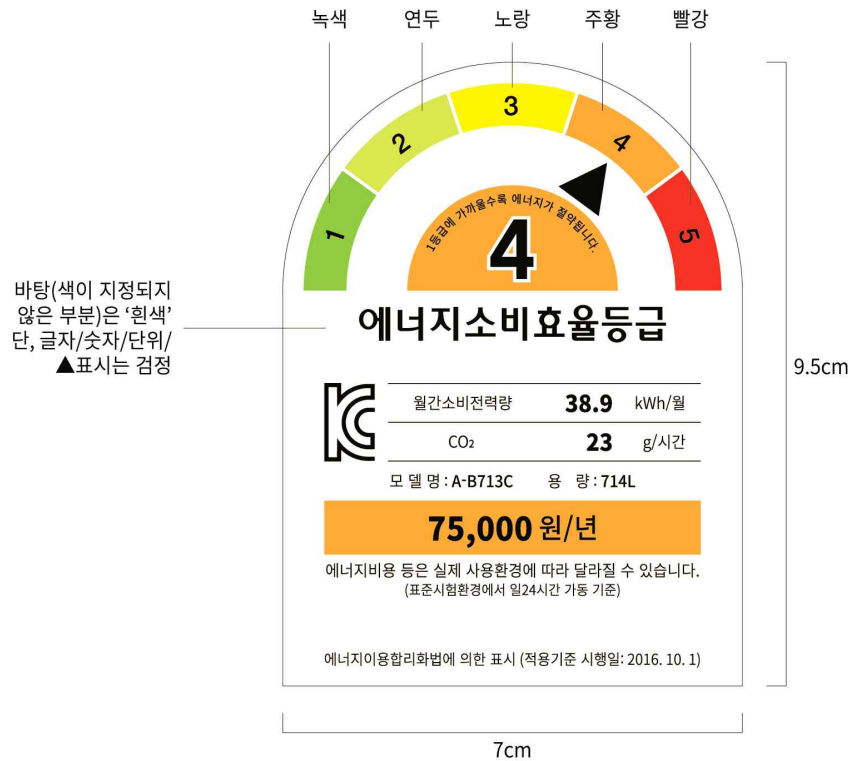 녹색 연두 노랑 주황 빨강
1 2 3 4 5
1등급에 가까울수록 에너지가 절약됩니다.
4
에너지소비효율등급
바탕(색이 지정되지
않은 부분)은 ‘흰색’
단, 글자/숫자/단위/
▲표시는 검정
월간소비전력량 38.9 kWh/월
CO₂ 23 g/시간
모 델 명 : A-B713C 용 량 : 714L
75,000 원/년
에너지비용 등은 실제 사용환경에 따라 달라질 수 있습니다.
(표준시험환경에서 일24시간 가동 기준)
에너지이용합리화법에 의한 표시 (적용기준 시행일: 2016. 10. 1)
9.5cm
7cm